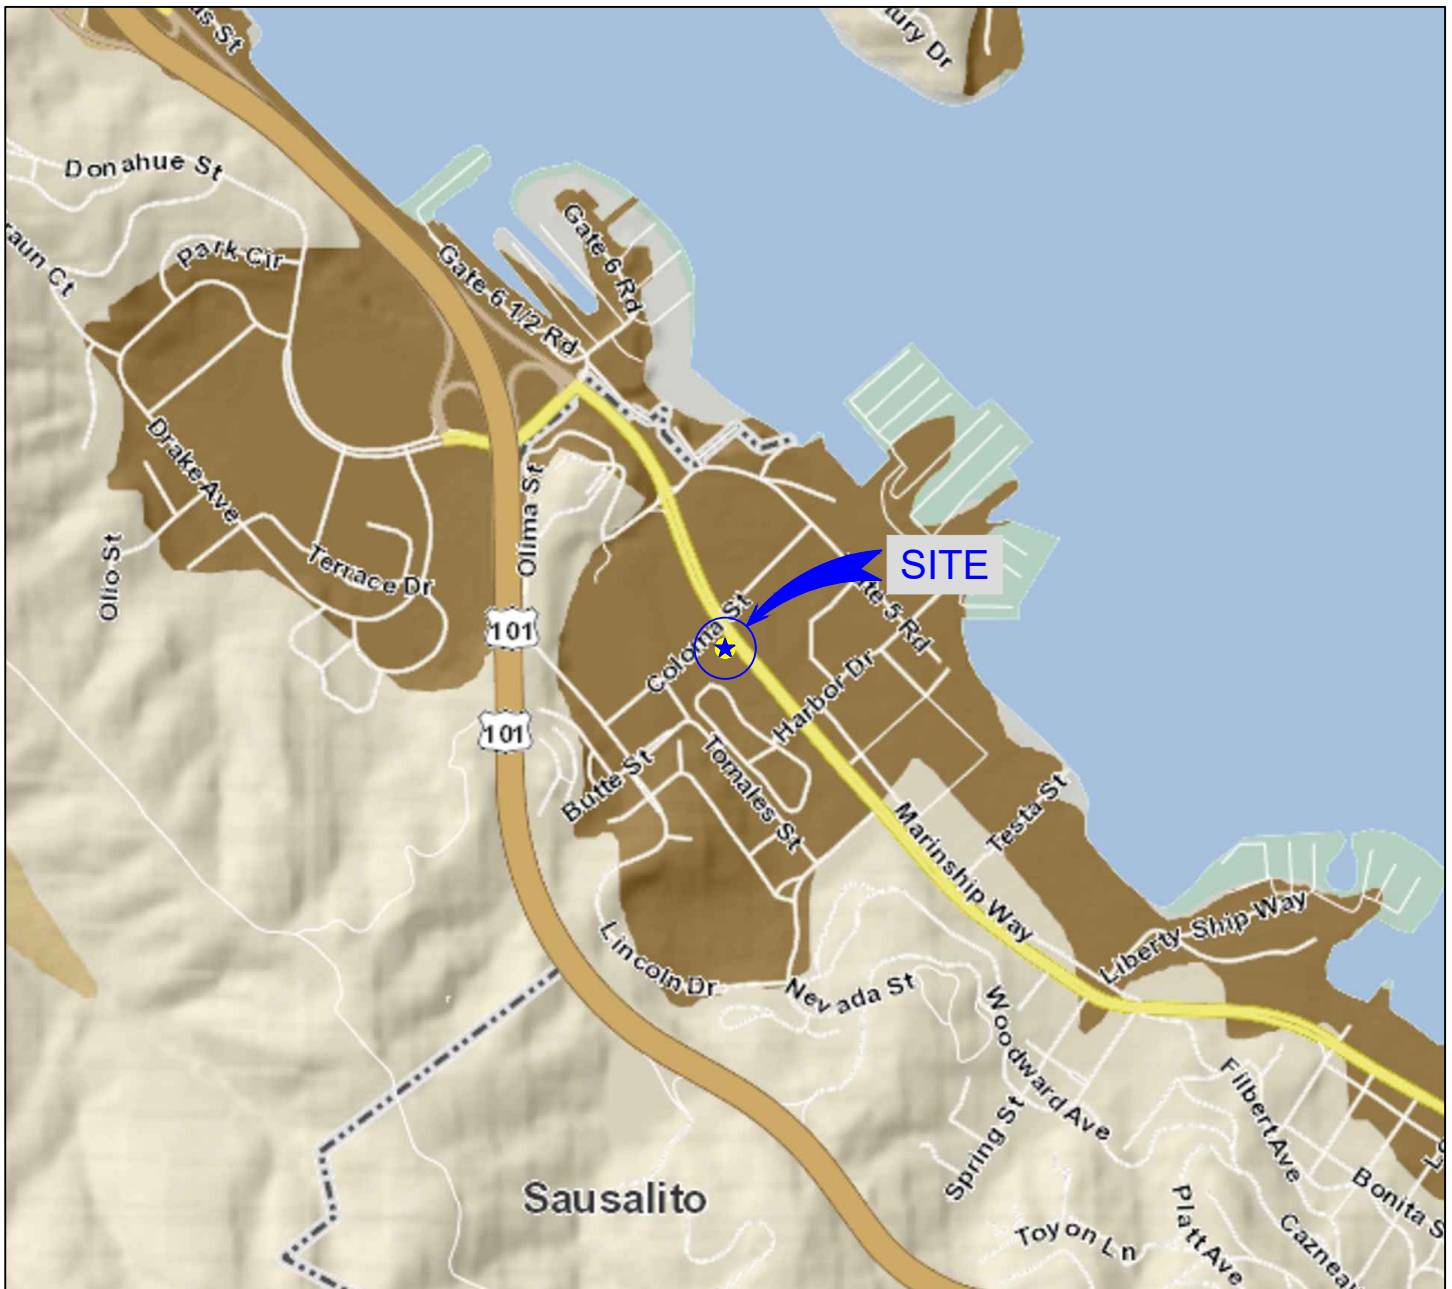 Donahue St
Park Cir
Gate 6 Rd
Gate 6 1/2 Rd
Drake Ave
Olima St
Olio St
Terrace Dr
SITE
101
Coloma St
5 Rd
Harbor Dr
101
Butte St
Tomales St
Testa St
Marinship Way
Liberty Ship Way
Lincoln Dr
Nevada St
Woodward Ave
Filbert Ave
Spring St
Sausalito
Bonita S
Platt Ave
Toyon Ln